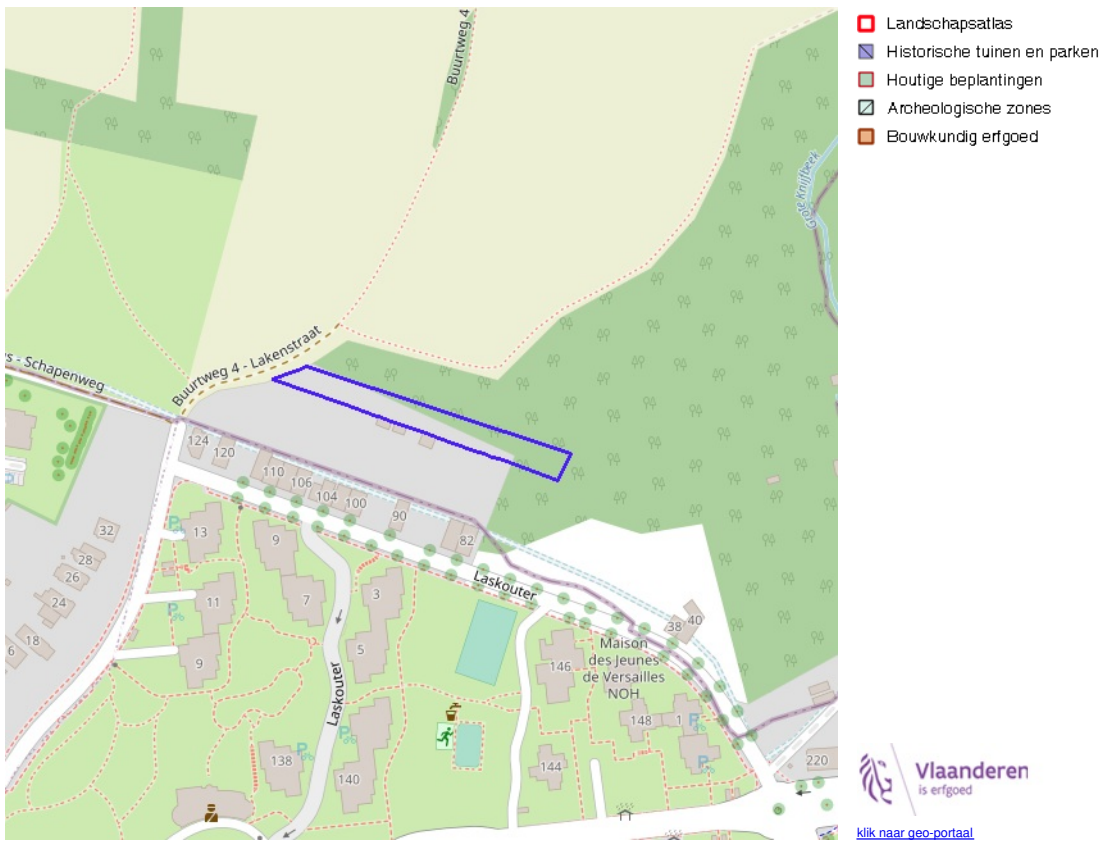 Landschapsatlas
Historische tuinen en parken
Houtige beplantingen
Archeologische zones
Bouwkundig erfgoed
Buurtweg 4
Grote Knijfbeek
Buurtweg 4 - Lakenstraat
- Schapenweg
124
120
110
106
104
100
90
82
32
28
26
24
18
6
13
11
9
9
7
3
5
Laskouter
Laskouter
38
40
Maison
des Jeunes
de Versailles
NOH
146
148
1
144
138
140
220
P
P
P
P
P
P
Vlaanderen
is erfgoed
klik naar geo-portaal